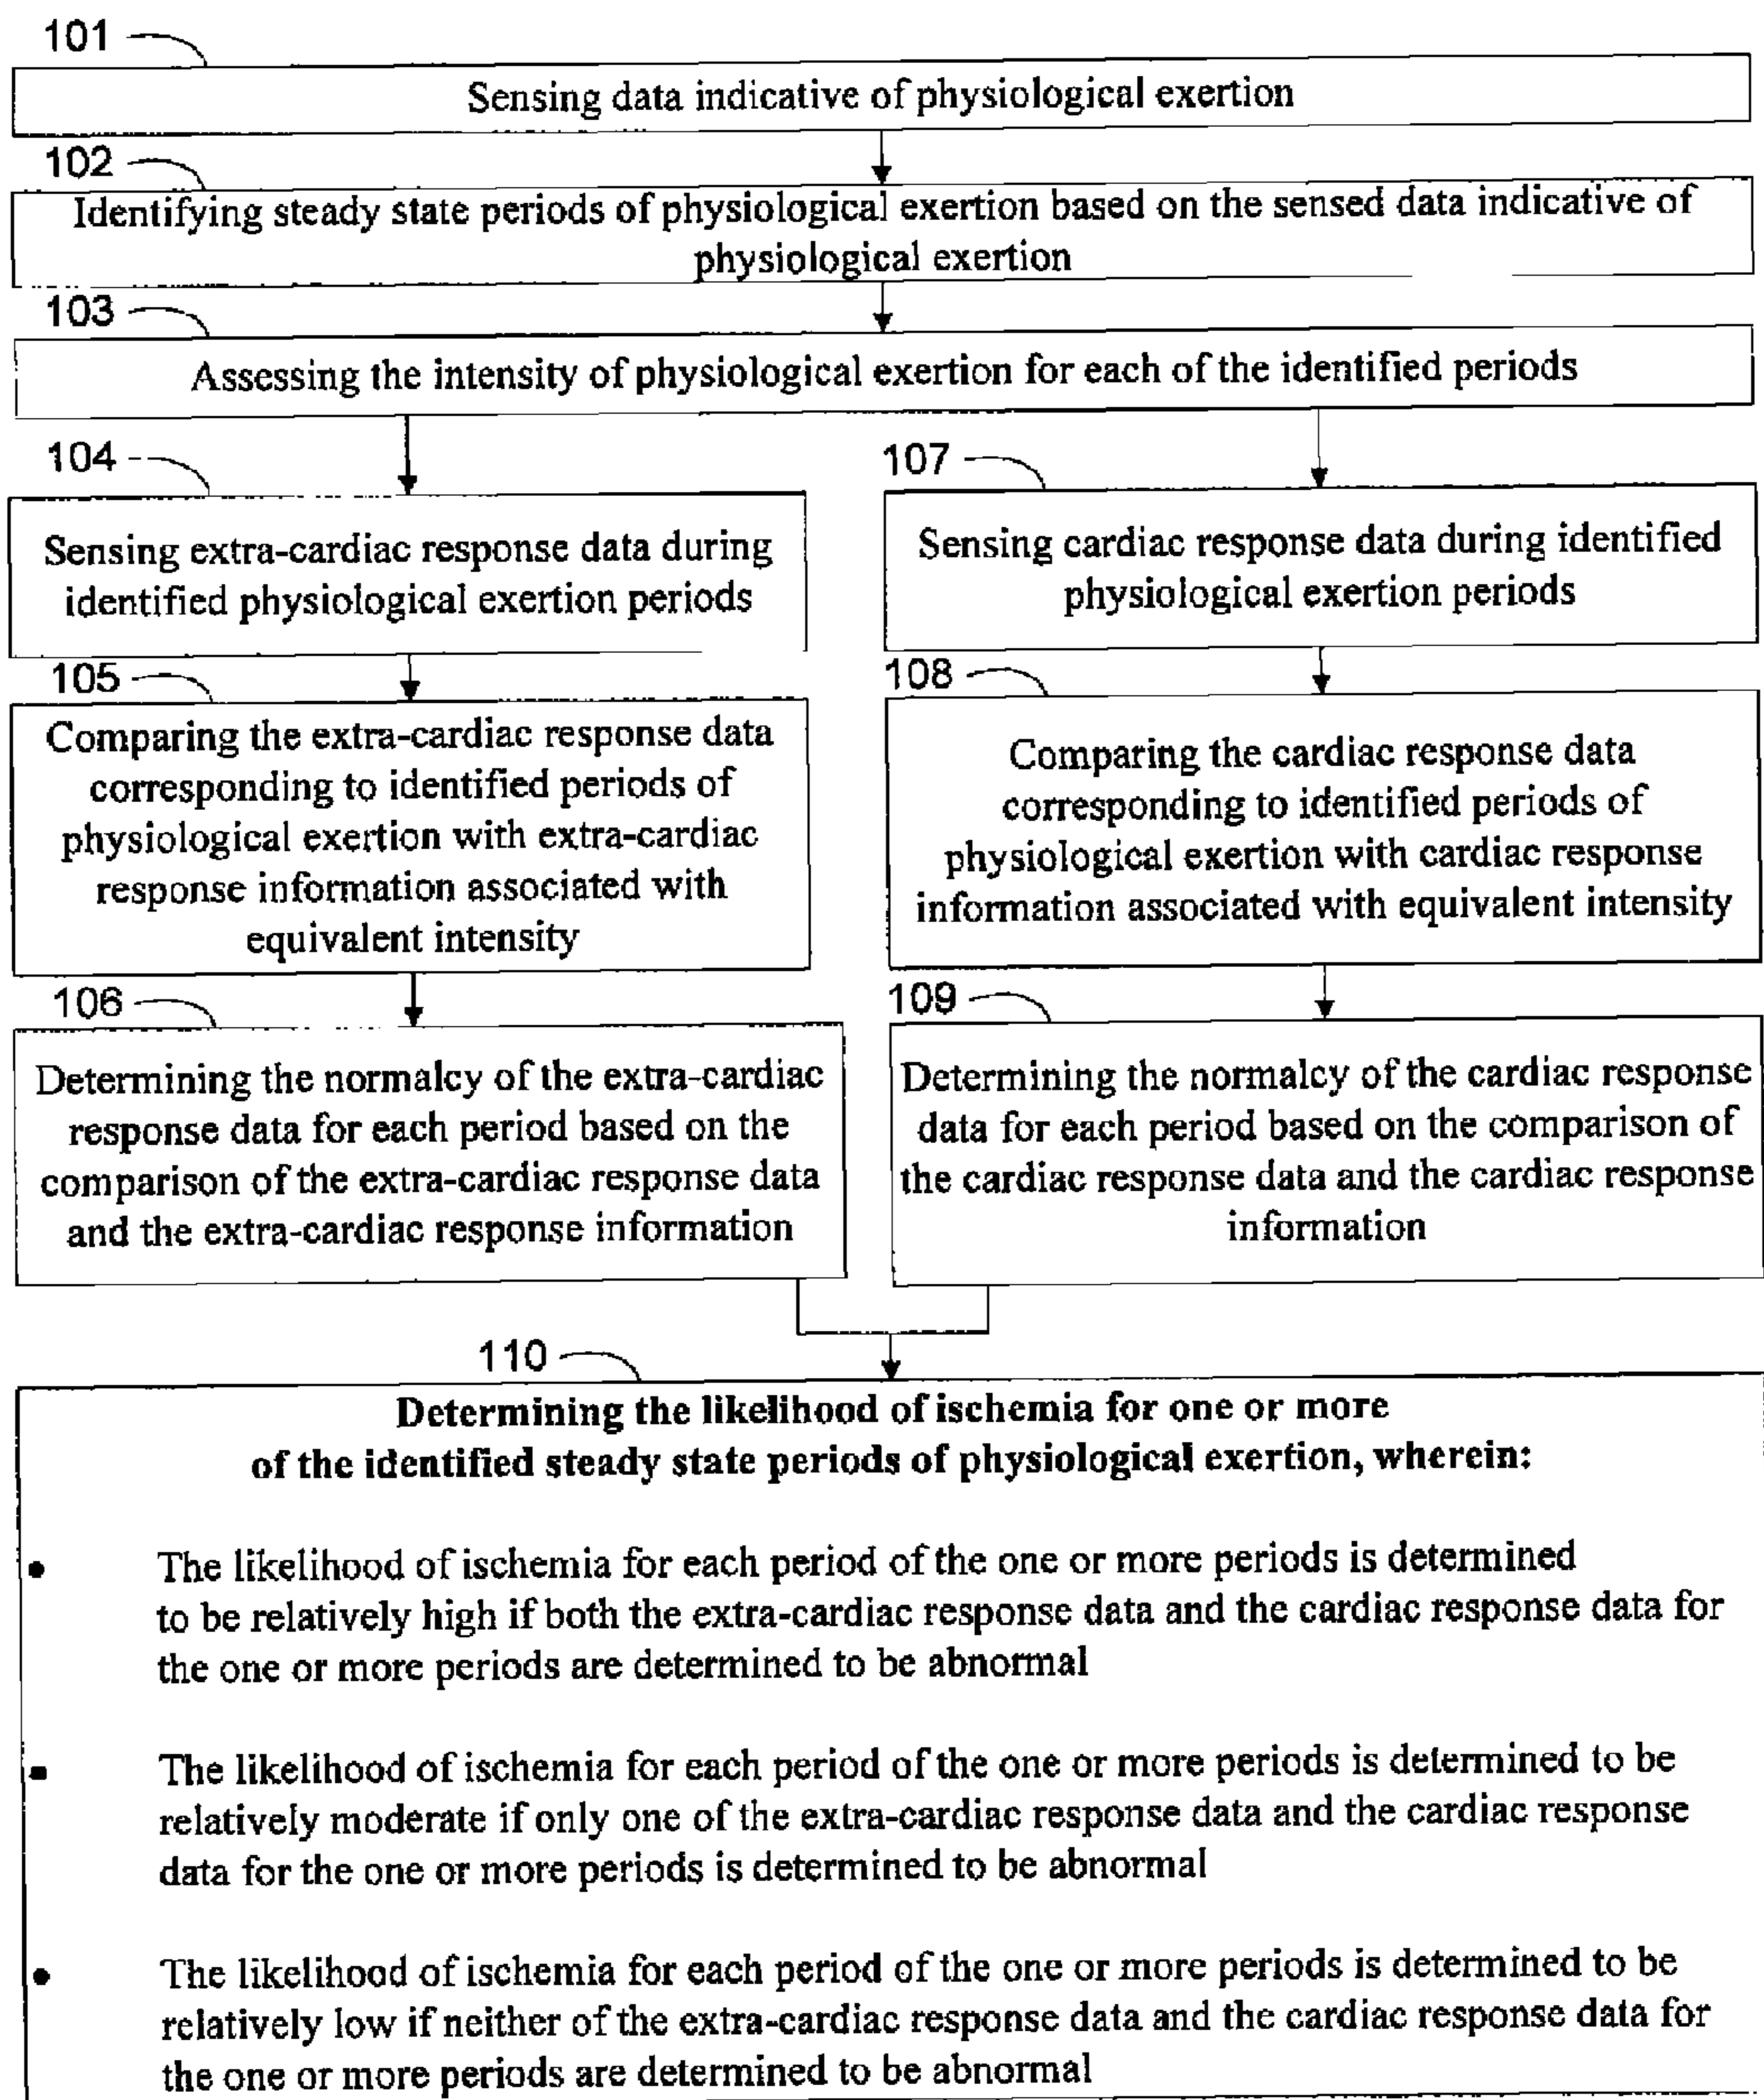 101
Sensing data indicative of physiological exertion
102
Identifying steady state periods of physiological exertion based on the sensed data indicative of
physiological exertion
103
Assessing the intensity of physiological exertion for each of the identified periods
104
Sensing extra-cardiac response data during
identified physiological exertion periods
105
Comparing the extra-cardiac response data
corresponding to identified periods of
physiological exertion with extra-cardiac
response information associated with
equivalent intensity
106
Determining the normalcy of the extra-cardiac
response data for each period based on the
comparison of the extra-cardiac response data
and the extra-cardiac response information
107
Sensing cardiac response data during identified
physiological exertion periods
108
Comparing the cardiac response data
corresponding to identified periods of
physiological exertion with cardiac response
information associated with equivalent intensity
109
Determining the normalcy of the cardiac response
data for each period based on the comparison of
the cardiac response data and the cardiac response
information
110
Determining the likelihood of ischemia for one or more
of the identified steady state periods of physiological exertion, wherein:
• The likelihood of ischemia for each period of the one or more periods is determined
to be relatively high if both the extra-cardiac response data and the cardiac response data for
the one or more periods are determined to be abnormal
▪ The likelihood of ischemia for each period of the one or more periods is determined to be
relatively moderate if only one of the extra-cardiac response data and the cardiac response
data for the one or more periods is determined to be abnormal
• The likelihood of ischemia for each period of the one or more periods is determined to be
relatively low if neither of the extra-cardiac response data and the cardiac response data for
the one or more periods are determined to be abnormal